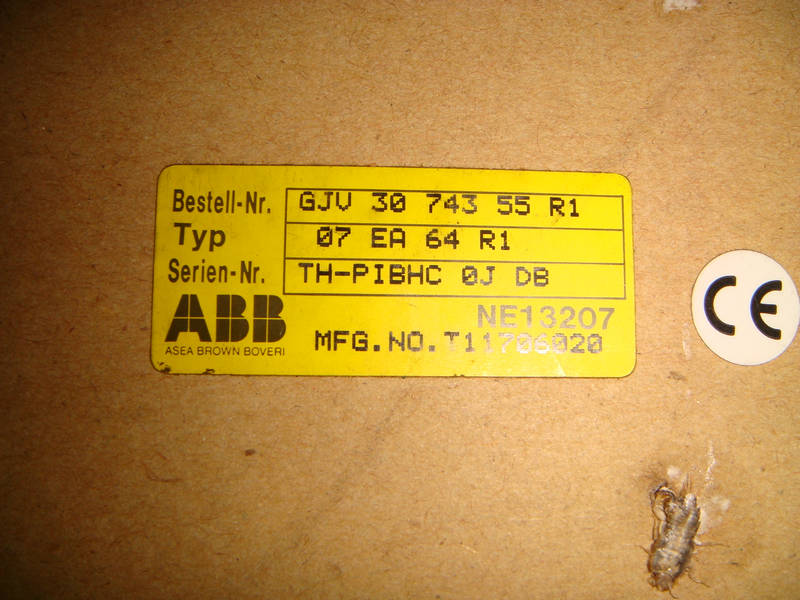 Bestell-Nr. GJV 30 743 55 R1
Typ 07 EA 64 R1
Serien-Nr. TH-PIBHC 0J DB
ABB
ASEA BROWN BOVERI
NE13207
MFG.NO.T11706020
CE